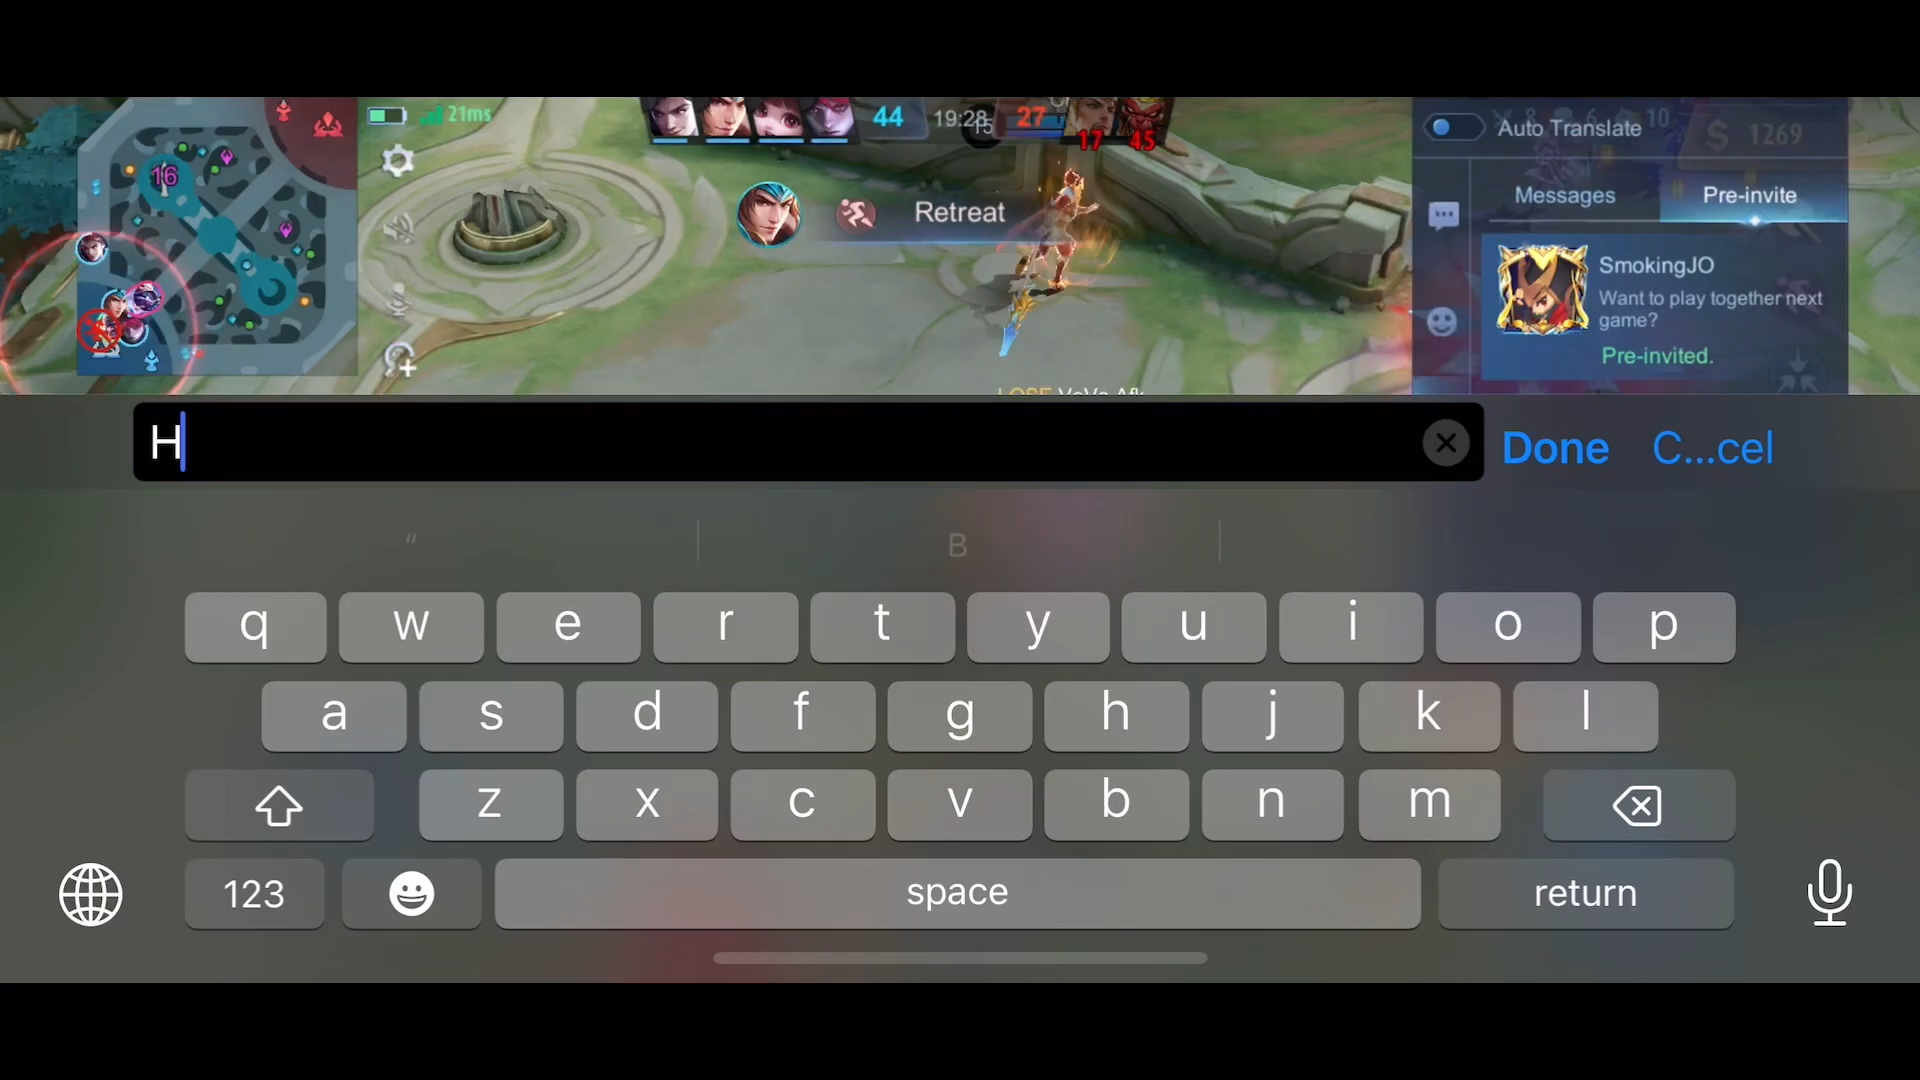 21ms
44
19:28
15
27
17
45
16
Auto Translate
10
$ 1269
Messages
Pre-invite
Retreat
SmokingJO
Want to play together next
game?
Pre-invited.
H
Done
C...cel
“
B
q w e r t y u i o p
a s d f g h j k l
z x c v b n m
123
space
return